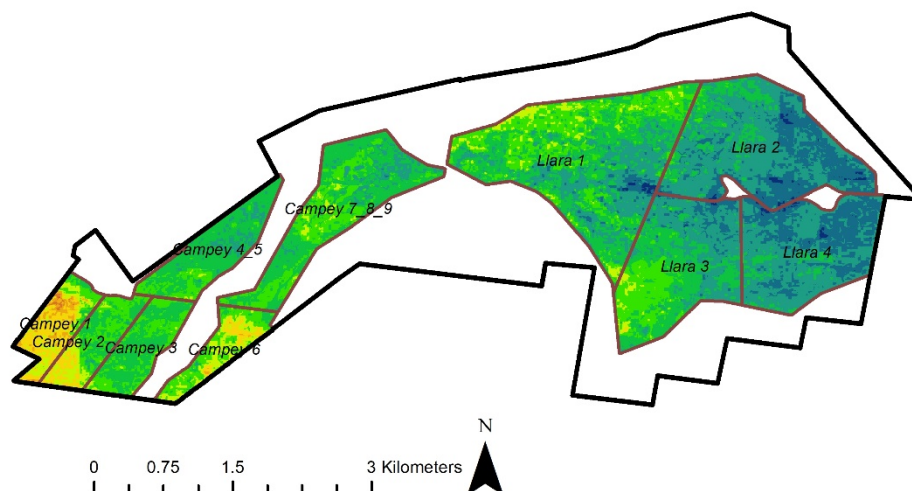 Llara 2
Llara 1
Campey 7_8_9
Campey 4_5
Llara 4
Llara 3
Campey 1
Campey 2
Campey 3
Campey 6
N
0 0.75 1.5 3 Kilometers